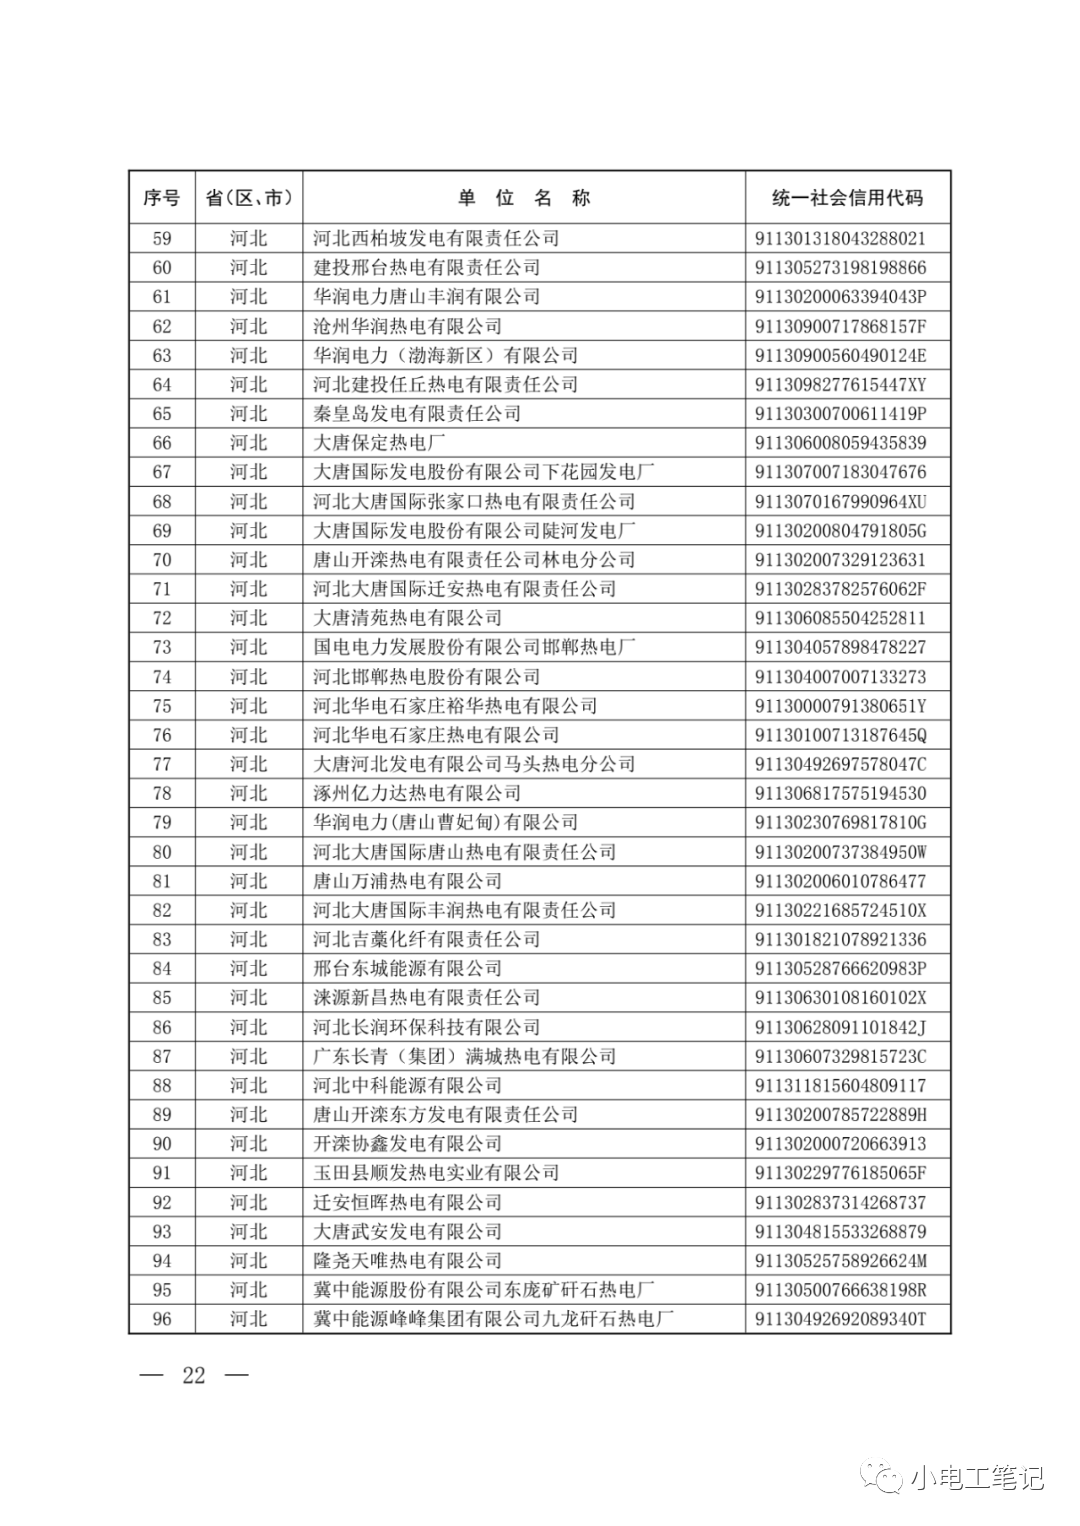 序号 省(区、市) 单 位 名 称 统一社会信用代码
59 河北 河北西柏坡发电有限责任公司 911301318043288021
60 河北 建投邢台热电有限责任公司 911305273198198866
61 河北 华润电力唐山丰润有限公司 91130200063394043P
62 河北 沧州华润热电有限公司 91130900717868157F
63 河北 华润电力（渤海新区）有限公司 91130900560490124E
64 河北 河北建投任丘热电有限责任公司 9113098277615447XY
65 河北 秦皇岛发电有限责任公司 91130300700611419P
66 河北 大唐保定热电厂 911306008059435839
67 河北 大唐国际发电股份有限公司下花园发电厂 911307007183047676
68 河北 河北大唐国际张家口热电有限责任公司 9113070167990964XU
69 河北 大唐国际发电股份有限公司陡河发电厂 91130200804791805G
70 河北 唐山开滦热电有限责任公司林电分公司 911302007329123631
71 河北 河北大唐国际迁安热电有限责任公司 91130283782576062F
72 河北 大唐清苑热电有限公司 911306085504252811
73 河北 国电电力发展股份有限公司邯郸热电厂 911304057898478227
74 河北 河北邯郸热电股份有限公司 911304007007133273
75 河北 河北华电石家庄裕华热电有限公司 91130000791380651Y
76 河北 河北华电石家庄热电有限公司 91130100713187645Q
77 河北 大唐河北发电有限公司马头热电分公司 91130492697578047C
78 河北 涿州亿力达热电有限公司 911306817575194530
79 河北 华润电力(唐山曹妃甸)有限公司 91130230769817810G
80 河北 河北大唐国际唐山热电有限责任公司 91130200737384950W
81 河北 唐山万浦热电有限公司 911302006010786477
82 河北 河北大唐国际丰润热电有限责任公司 91130221685724510X
83 河北 河北吉藁化纤有限责任公司 911301821078921336
84 河北 邢台东城能源有限公司 91130528766620983P
85 河北 涞源新昌热电有限责任公司 91130630108160102X
86 河北 河北长润环保科技有限公司 91130628091101842J
87 河北 广东长青（集团）满城热电有限公司 91130607329815723C
88 河北 河北中科能源有限公司 911311815604809117
89 河北 唐山开滦东方发电有限责任公司 91130200785722889H
90 河北 开滦协鑫发电有限公司 911302000720663913
91 河北 玉田县顺发热电实业有限公司 91130229776185065F
92 河北 迁安恒晖热电有限公司 911302837314268737
93 河北 大唐武安发电有限公司 911304815533268879
94 河北 隆尧天唯热电有限公司 91130525758926624M
95 河北 冀中能源股份有限公司东庞矿矸石热电厂 91130500766638198R
96 河北 冀中能源峰峰集团有限公司九龙矸石热电厂 91130492692089340T
— 22 —
小电工笔记